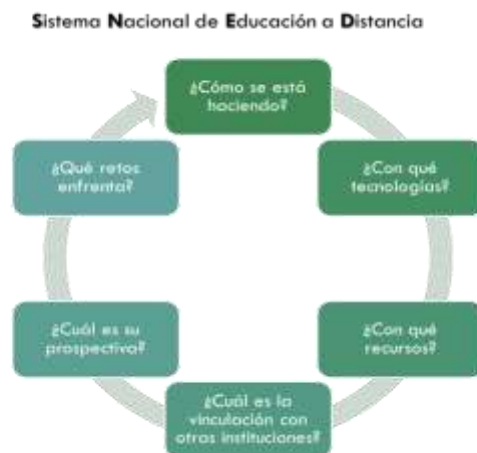 Sistema Nacional de Educación a Distancia
¿Cómo se está
haciendo?
¿Con qué
tecnologías?
¿Con qué
recursos?
¿Cuál es la
vinculación con
otras instituciones?
¿Cuál es su
prospectiva?
¿Qué retos
enfrenta?